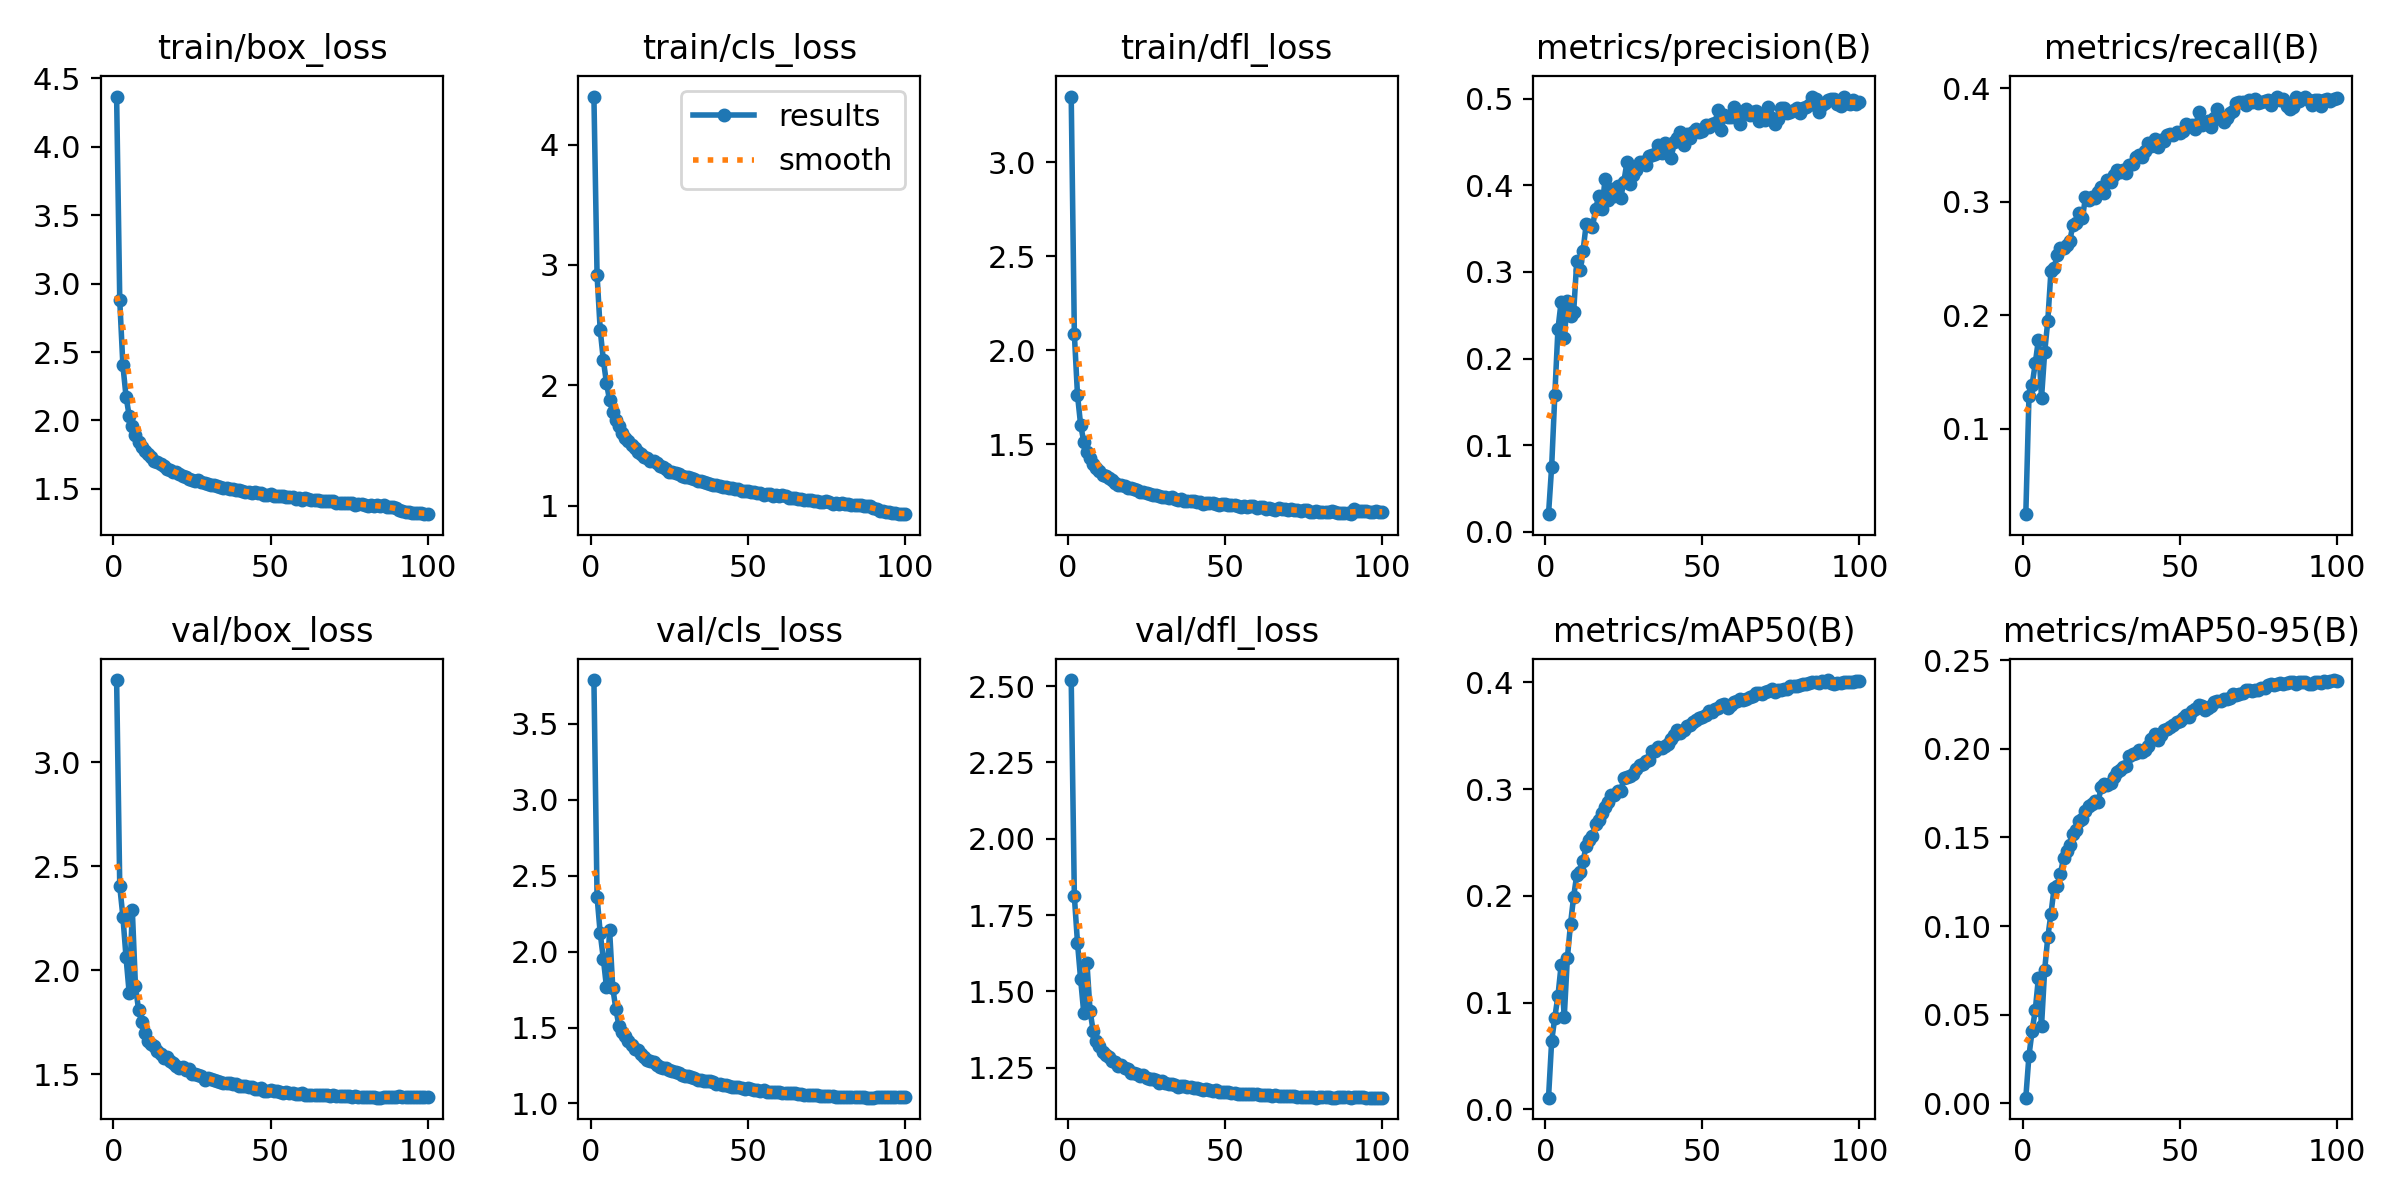 train/box_loss
train/cls_loss
train/dfl_loss
metrics/precision(B)
metrics/recall(B)
4.5
4.0
3.5
3.0
2.5
2.0
1.5
0 50 100
results
smooth
4
3
2
1
0 50 100
3.0
2.5
2.0
1.5
0 50 100
0.5
0.4
0.3
0.2
0.1
0.0
0 50 100
0.4
0.3
0.2
0.1
0 50 100
val/box_loss
val/cls_loss
val/dfl_loss
metrics/mAP50(B)
metrics/mAP50-95(B)
3.0
2.5
2.0
1.5
0 50 100
3.5
3.0
2.5
2.0
1.5
1.0
0 50 100
2.50
2.25
2.00
1.75
1.50
1.25
0 50 100
0.4
0.3
0.2
0.1
0.0
0 50 100
0.25
0.20
0.15
0.10
0.05
0.00
0 50 100